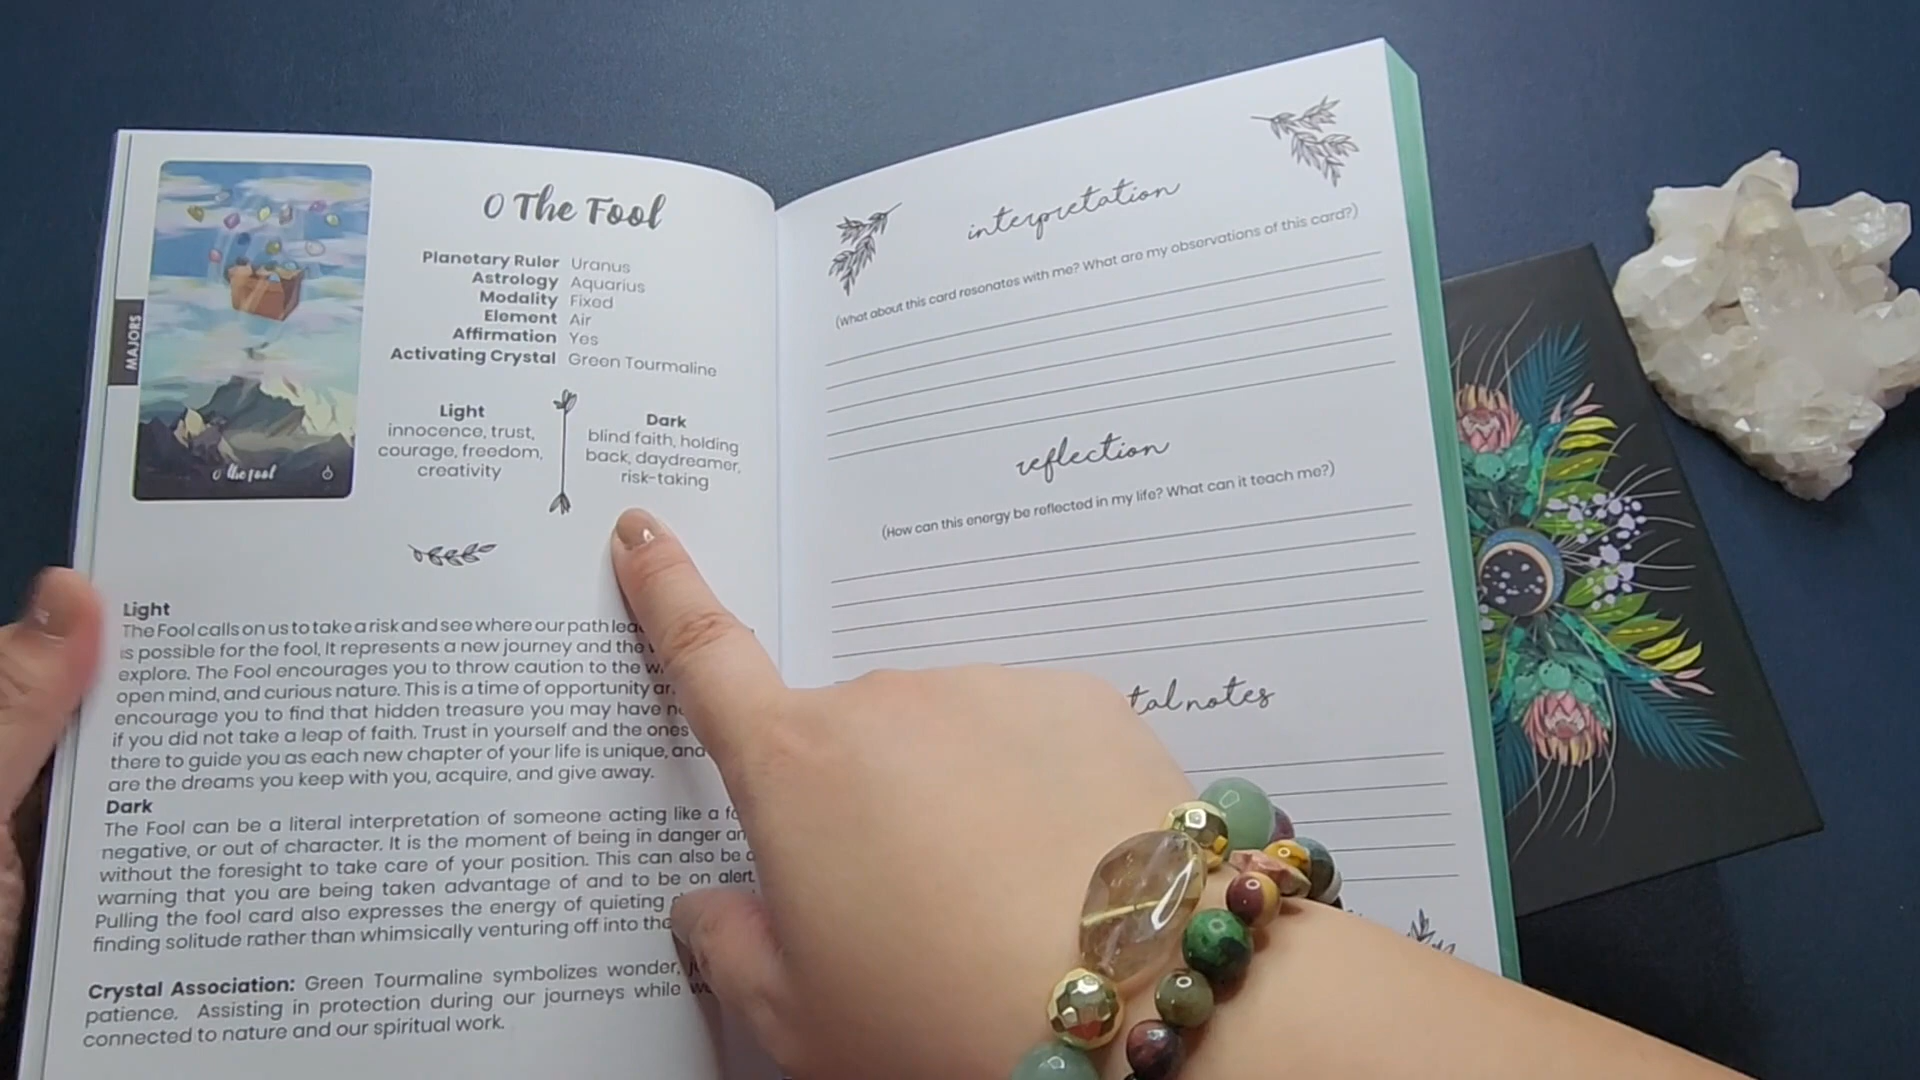 MAJORS
0 the fool
0 The Fool
Planetary Ruler Uranus
Astrology Aquarius
Modality Fixed
Element Air
Affirmation Yes
Activating Crystal Green Tourmaline
Light
innocence, trust,
courage, freedom,
creativity
Dark
blind faith, holding
back, daydreamer,
risk-taking
Light
The Fool calls on us to take a risk and see where our path
is possible for the fool, It represents a new journey and the
explore. The Fool encourages you to throw caution to the
open mind, and curious nature. This is a time of opportunity
encourage you to find that hidden treasure you may have
if you did not take a leap of faith. Trust in yourself and the ones
there to guide you as each new chapter of your life is unique, and
are the dreams you keep with you, acquire, and give away.
Dark
The Fool can be a literal interpretation of someone acting like a
negative, or out of character. It is the moment of being in danger
without the foresight to take care of your position. This can also be
warning that you are being taken advantage of and to be on alert.
Pulling the fool card also expresses the energy of quieting
finding solitude rather than whimsically venturing off into the
Crystal Association: Green Tourmaline symbolizes wonder,
patience. Assisting in protection during our journeys while
connected to nature and our spiritual work.
interpretation
(What about this card resonates with me? What are my observations of this card?)
reflection
(How can this energy be reflected in my life? What can it teach me?)
notes